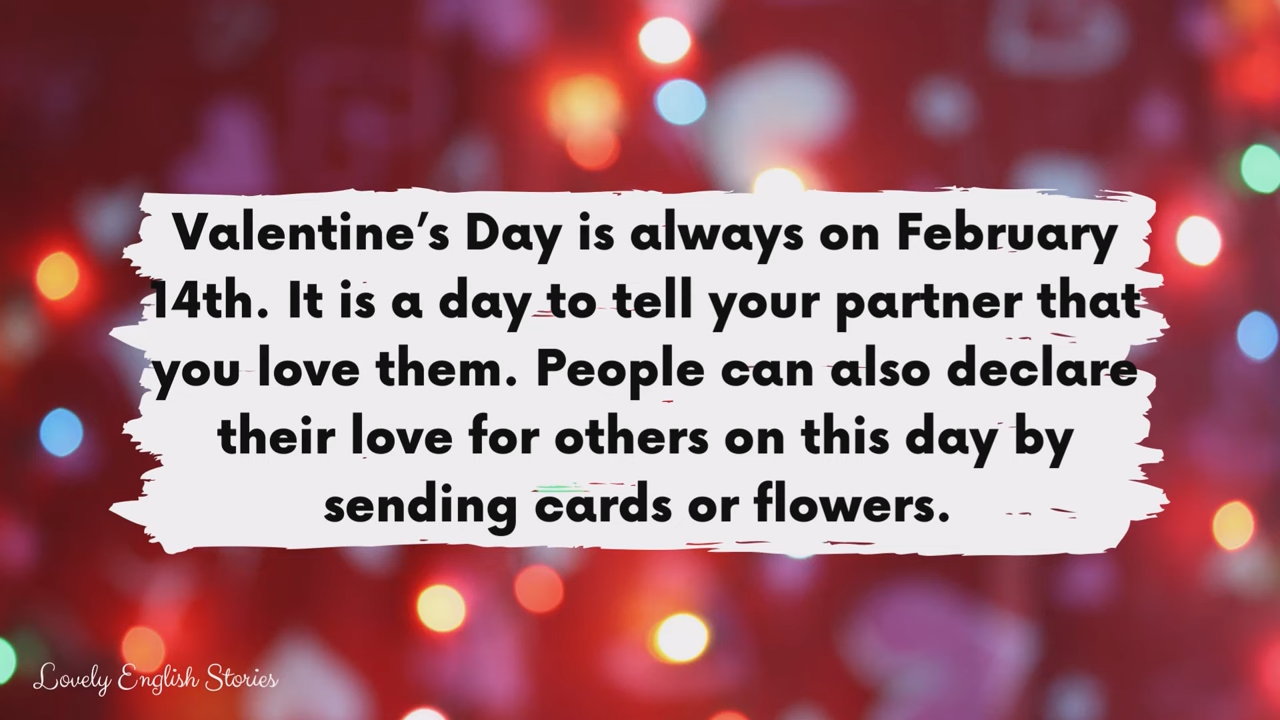 Valentine’s Day is always on February
14th. It is a day to tell your partner that
you love them. People can also declare
their love for others on this day by
sending cards or flowers.
Lovely English Stories